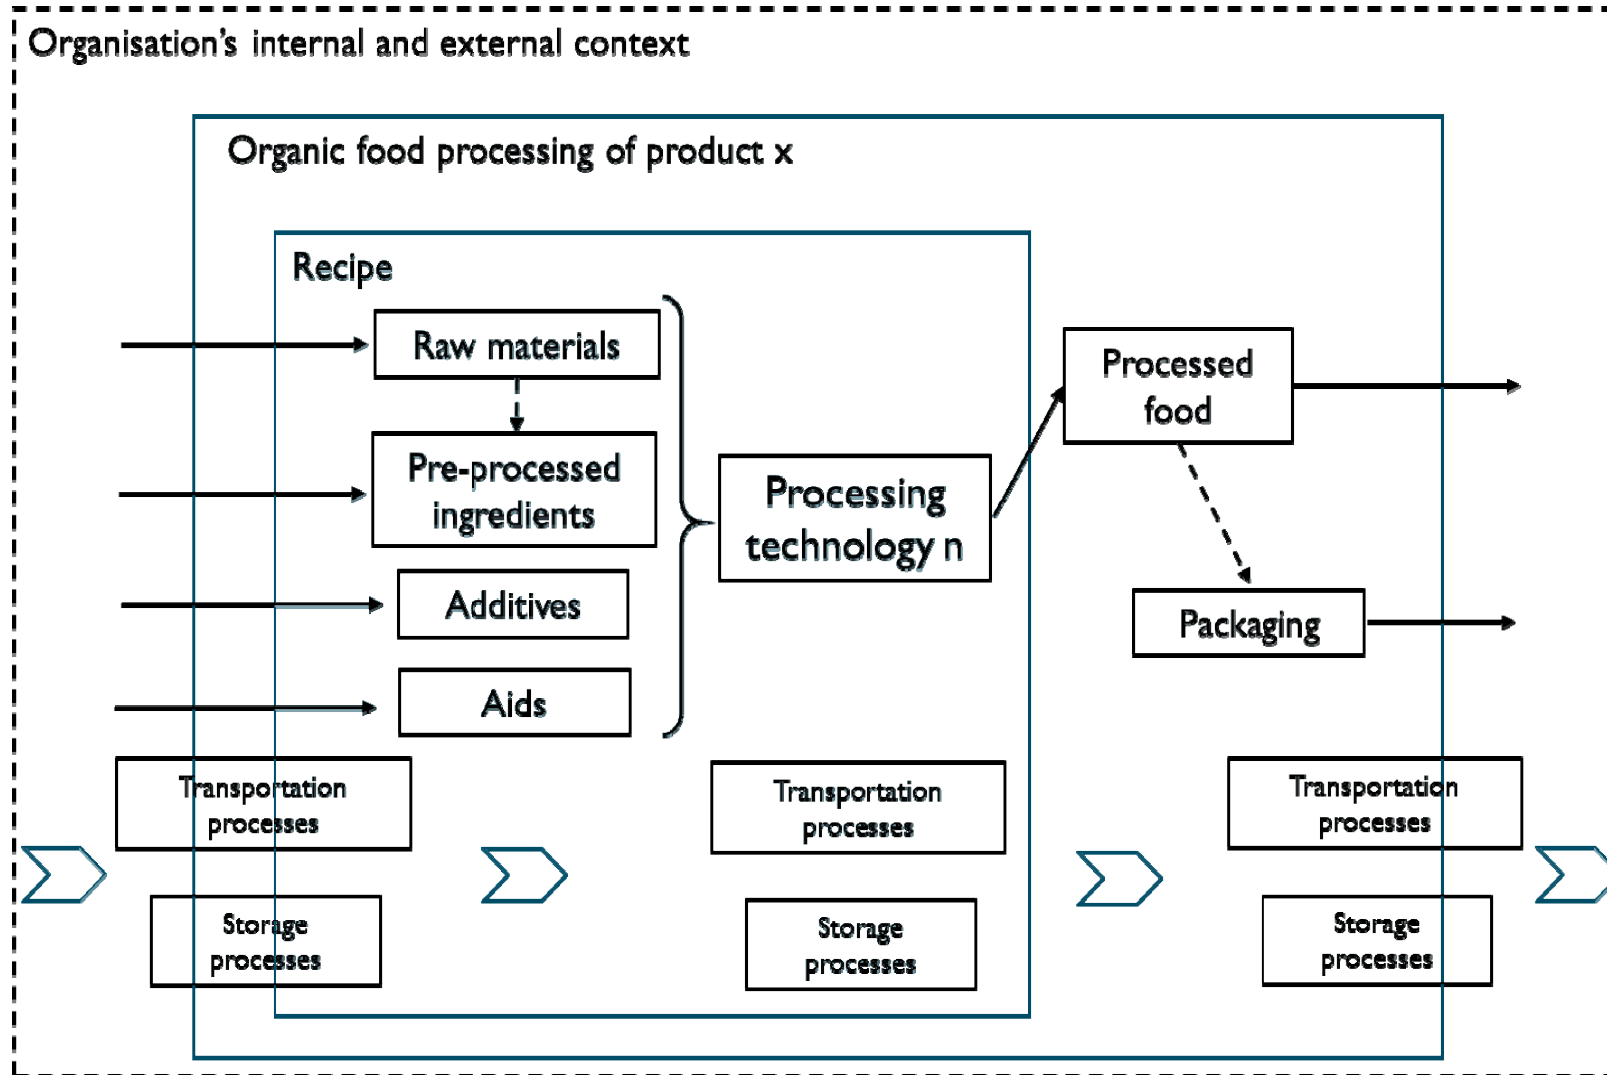 Organisation's internal and external context
Organic food processing of product x
Recipe
Raw materials
Pre-processed
ingredients
Additives
Aids
Processing
technology n
Processed
food
Packaging
Transportation
processes
Storage
processes
Transportation
processes
Storage
processes
Transportation
processes
Storage
processes